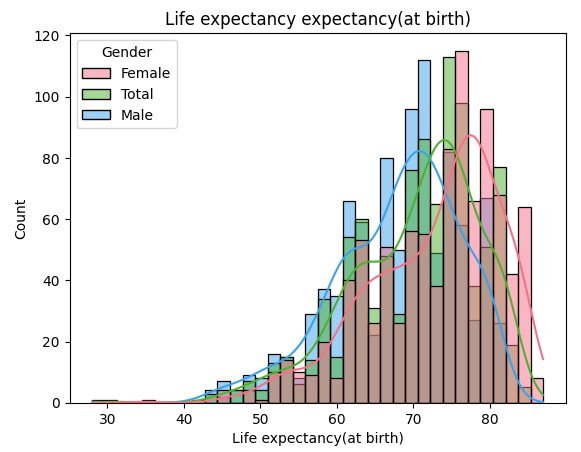 Life expectancy expectancy(at birth)
Gender
Female
Total
Male
Count
120
100
80
60
40
20
0
30 40 50 60 70 80
Life expectancy(at birth)